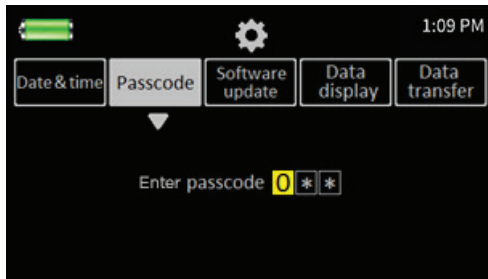 1:09 PM
Date & time Passcode Software update Data display Data transfer
Enter passcode 0 * *